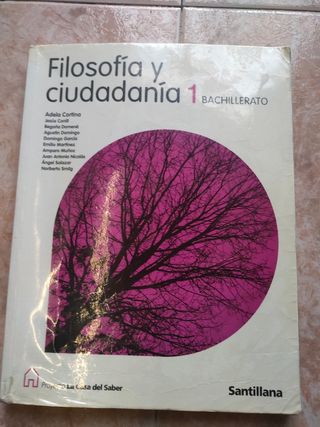 Filosofía y
ciudadanía 1 BACHILLERATO
Adela Cortina
Jesús Conill
Begoña Domené
Agustín Domingo
Domingo García
Emilio Martínez
Amparo Muñoz
Juan Antonio Nicolás
Ángel Salazar
Norberto Smilg
Proyecto La Casa del Saber
Santillana